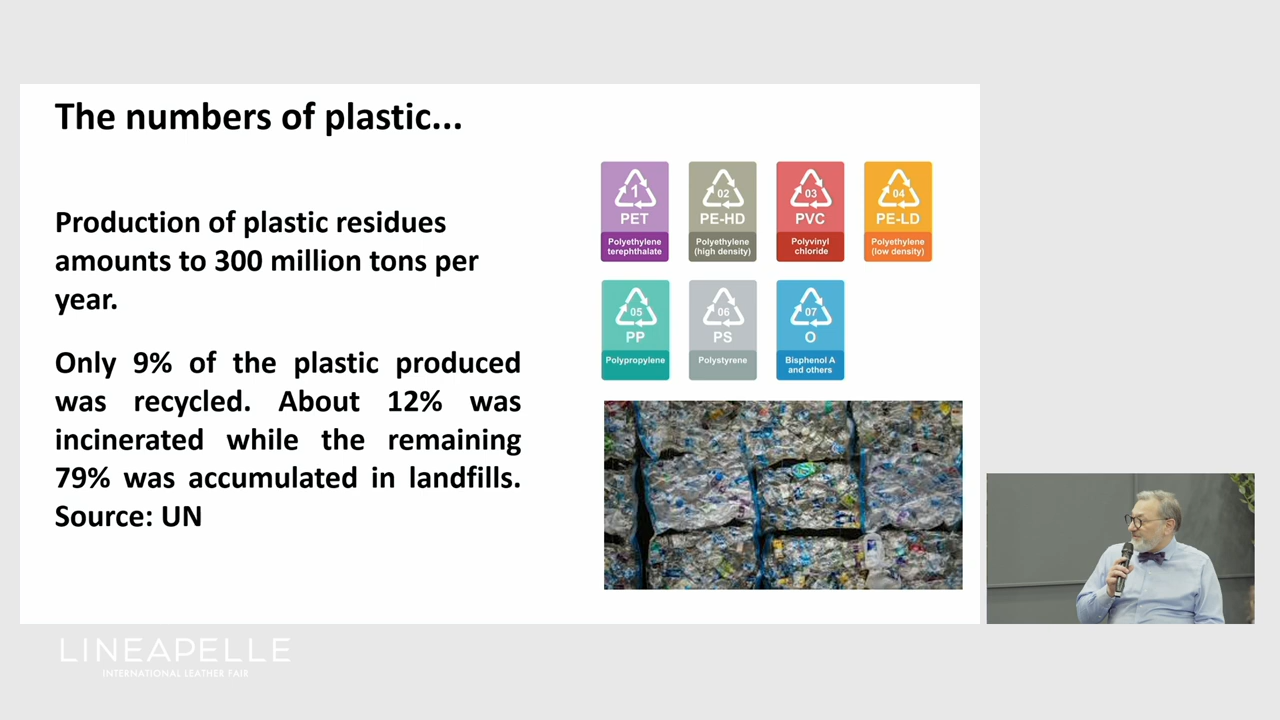 The numbers of plastic...
Production of plastic residues
amounts to 300 million tons per
year.
Only 9% of the plastic produced
was recycled. About 12% was
incinerated while the remaining
79% was accumulated in landfills.
Source: UN
1
PET
Polyethylene
terephthalate
02
PE-HD
Polyethylene
(high density)
03
PVC
Polyvinyl
chloride
04
PE-LD
Polyethylene
(low density)
05
PP
Polypropylene
06
PS
Polystyrene
07
O
Bisphenol A
and others
LINEAPELLE
INTERNATIONAL LEATHER FAIR